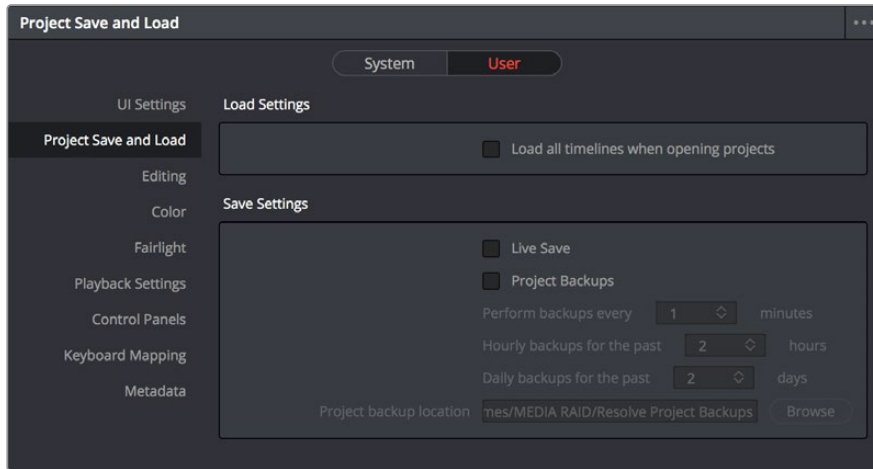 Project Save and Load
System User
UI Settings
Project Save and Load
Editing
Color
Fairlight
Playback Settings
Control Panels
Keyboard Mapping
Metadata
Load Settings
Load all timelines when opening projects
Save Settings
Live Save
Project Backups
Perform backups every 1 minutes
Hourly backups for the past 2 hours
Daily backups for the past 2 days
Project backup location nes/MEDIA RAID/Resolve Project Backups Browse